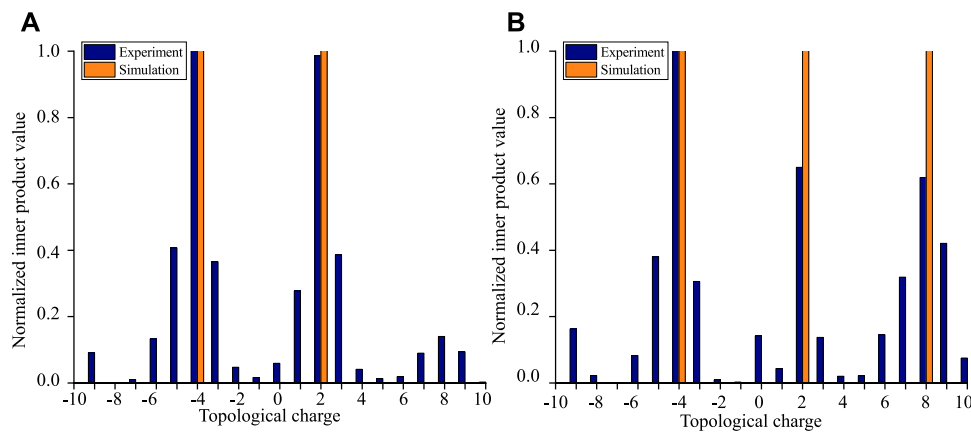 A
Experiment
Simulation
Normalized inner product value
1.0
0.8
0.6
0.4
0.2
0.0
-10 -8 -6 -4 -2 0 2 4 6 8 10
Topological charge
B
Experiment
Simulation
Normalized inner product value
1.0
0.8
0.6
0.4
0.2
0.0
-10 -8 -6 -4 -2 0 2 4 6 8 10
Topological charge